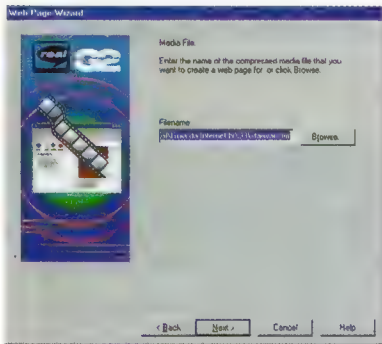 Web Page Wizard
real
G2
Media File
Enter the name of the compressed media file that you
want to create a web page for or click Browse.
Filename
Browse.
< Back
Next >
Cancel
Help